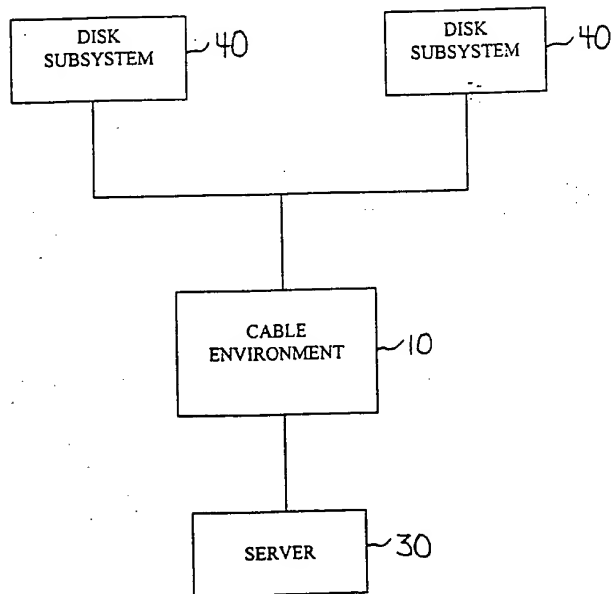 DISK
SUBSYSTEM
40
DISK
SUBSYSTEM
40
CABLE
ENVIRONMENT
10
SERVER
30